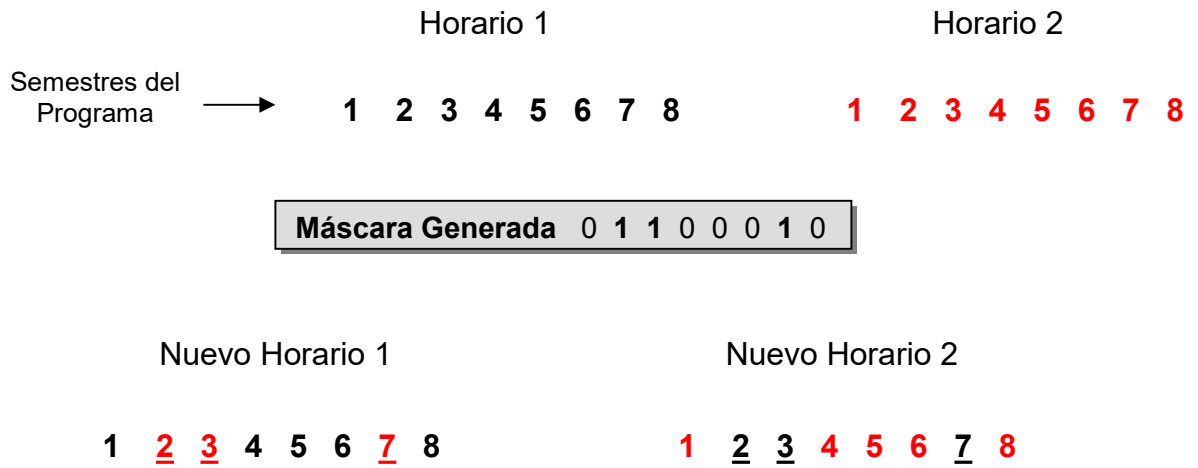 Horario 1 Horario 2
Semestres del
Programa
1 2 3 4 5 6 7 8 1 2 3 4 5 6 7 8
Máscara Generada 0 1 1 0 0 0 1 0
Nuevo Horario 1 Nuevo Horario 2
1 2 3 4 5 6 7 8 1 2 3 4 5 6 7 8